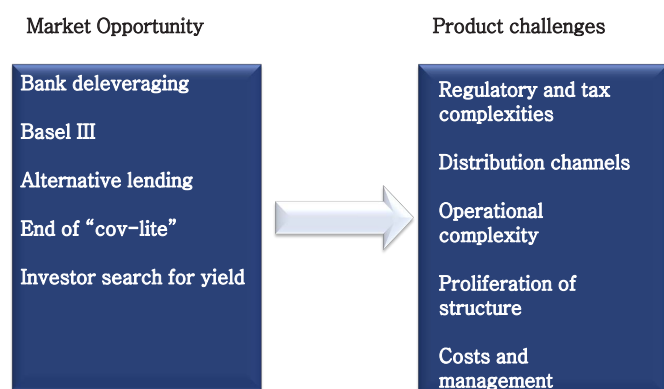 Market Opportunity
Bank deleveraging
Basel III
Alternative lending
End of “cov-lite”
Investor search for yield
Product challenges
Regulatory and tax
complexities
Distribution channels
Operational
complexity
Proliferation of
structure
Costs and
management